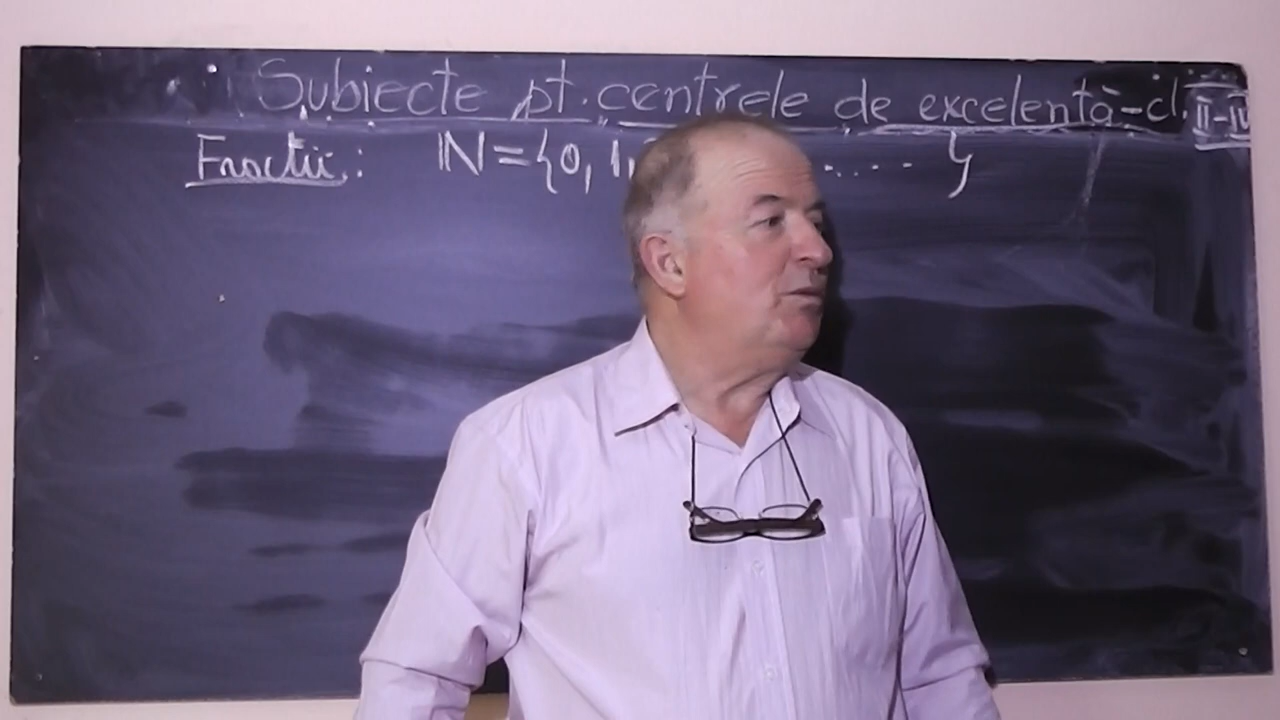 Subiecte pt. centrele de excelență - cl. II-IV
Fracții: ℕ = {0, 1, ..... }